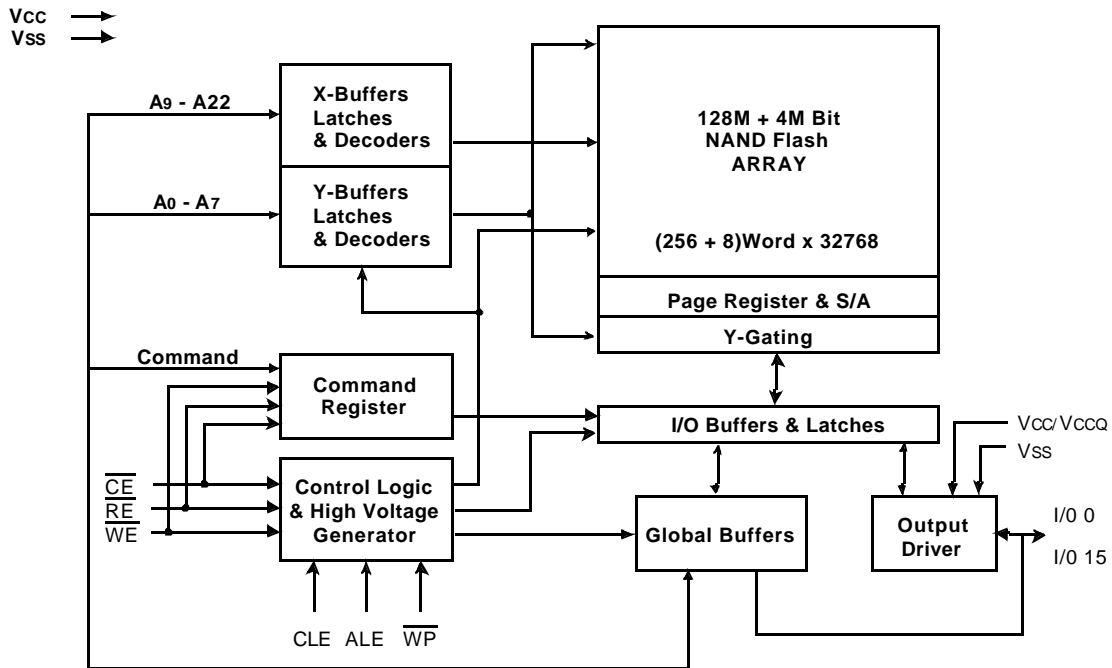 VCC
VSS
A9 - A22
X-Buffers
Latches
& Decoders
A0 - A7
Y-Buffers
Latches
& Decoders
128M + 4M Bit
NAND Flash
ARRAY
(256 + 8)Word x 32768
Page Register & S/A
Y-Gating
Command
Command
Register
I/O Buffers & Latches
VCC/VCCQ
VSS
CE
RE
WE
Control Logic
& High Voltage
Generator
Global Buffers
Output
Driver
I/0 0
I/0 15
CLE
ALE
WP